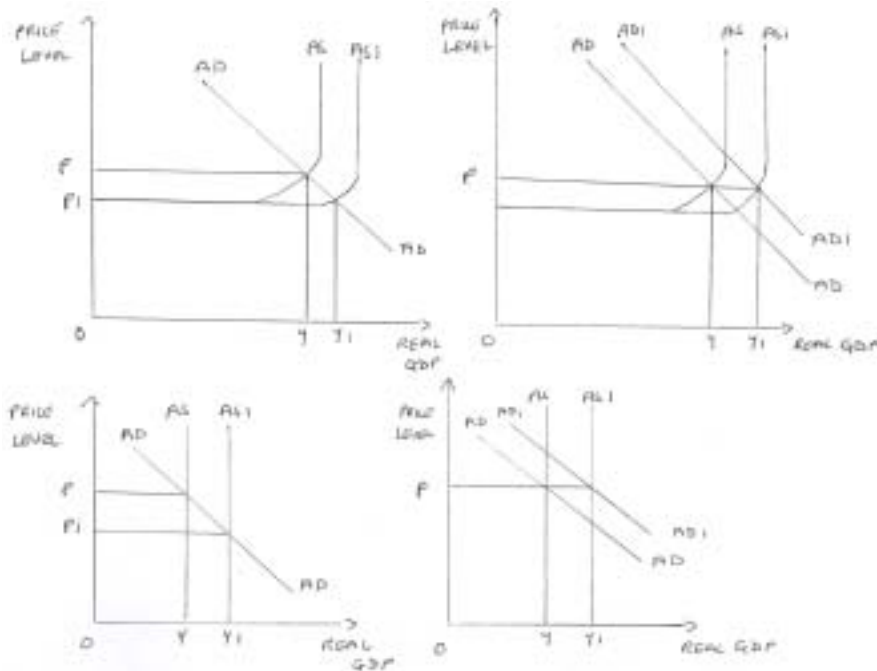 PRICE
LEVEL
AD
AS
AS1
P
P1
AD
O
Y
Y1
REAL
GDP
PRICE
LEVEL
AD
AD1
AS
AS1
P
AD1
AD
O
Y
Y1
REAL GDP
PRICE
LEVEL
AD
AS
AS1
P
P1
AD
O
Y
Y1
REAL
GDP
PRICE
LEVEL
AD
AD1
AS
AS1
P
AD1
AD
O
Y
Y1
REAL GDP